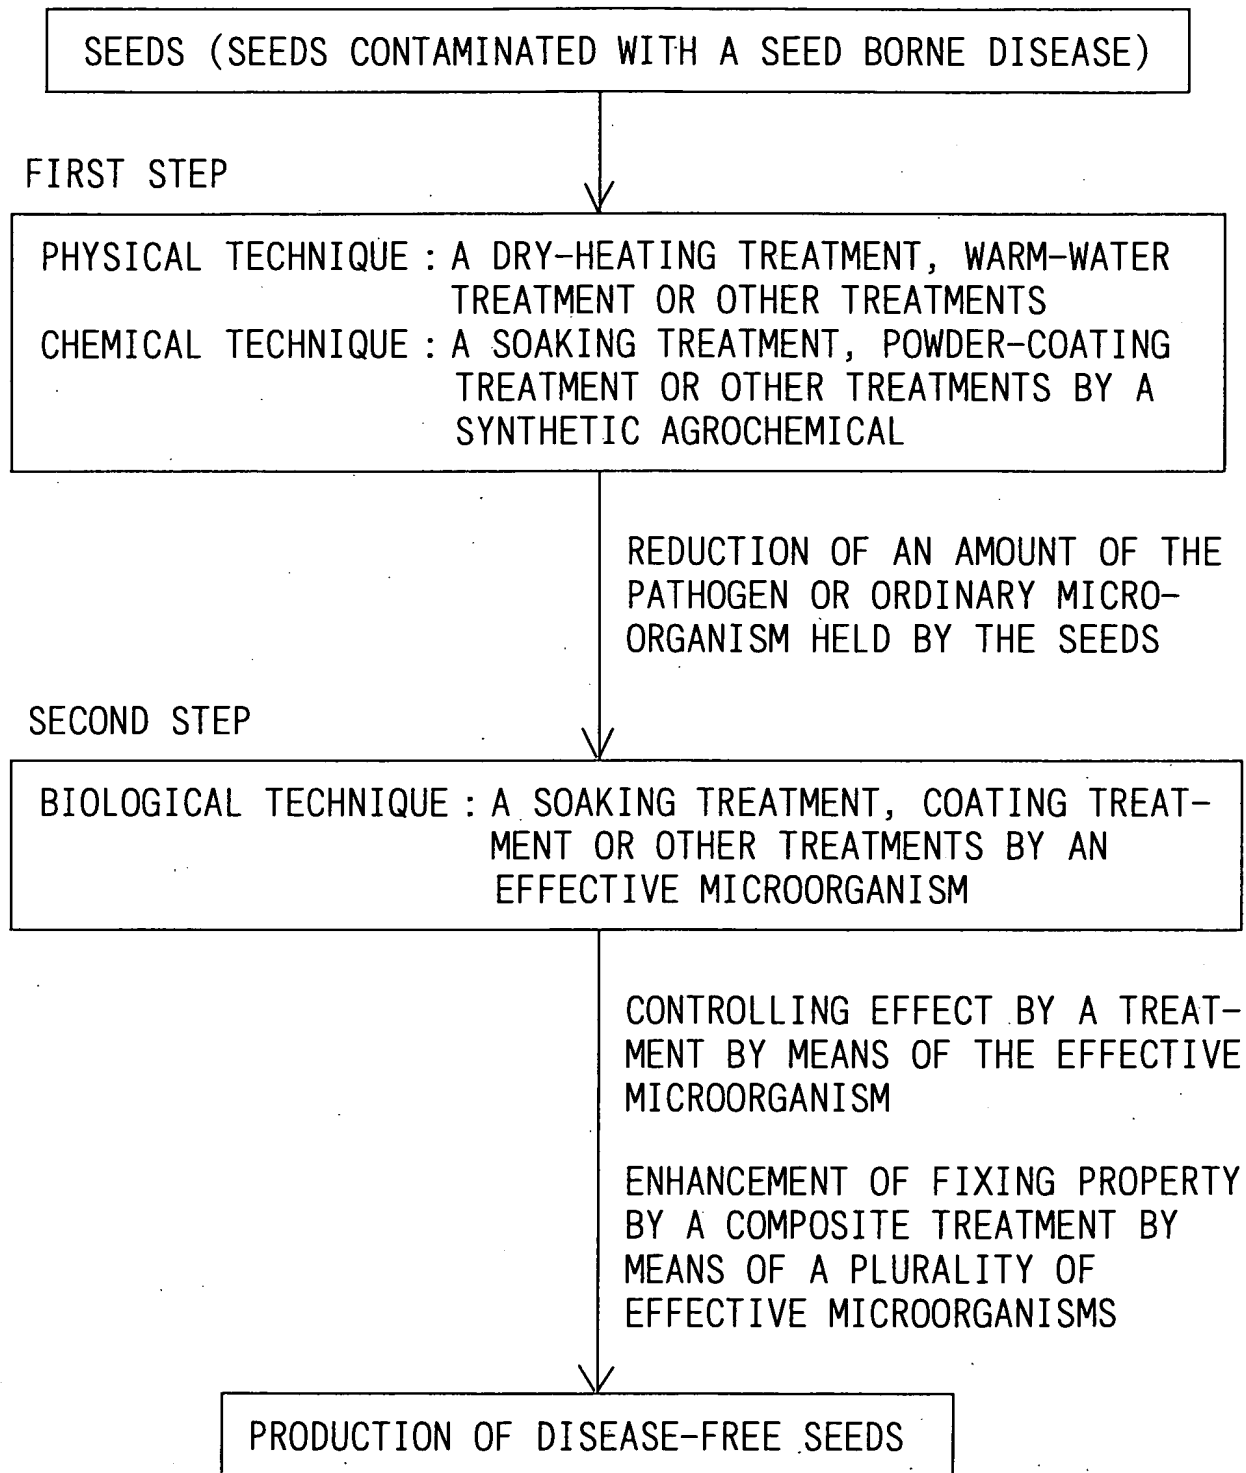 SEEDS (SEEDS CONTAMINATED WITH A SEED BORNE DISEASE)
FIRST STEP
PHYSICAL TECHNIQUE : A DRY-HEATING TREATMENT, WARM-WATER
TREATMENT OR OTHER TREATMENTS
CHEMICAL TECHNIQUE : A SOAKING TREATMENT, POWDER-COATING
TREATMENT OR OTHER TREATMENTS BY A
SYNTHETIC AGROCHEMICAL
REDUCTION OF AN AMOUNT OF THE
PATHOGEN OR ORDINARY MICRO-
ORGANISM HELD BY THE SEEDS
SECOND STEP
BIOLOGICAL TECHNIQUE : A SOAKING TREATMENT, COATING TREAT-
MENT OR OTHER TREATMENTS BY AN
EFFECTIVE MICROORGANISM
CONTROLLING EFFECT BY A TREAT-
MENT BY MEANS OF THE EFFECTIVE
MICROORGANISM
ENHANCEMENT OF FIXING PROPERTY
BY A COMPOSITE TREATMENT BY
MEANS OF A PLURALITY OF
EFFECTIVE MICROORGANISMS
PRODUCTION OF DISEASE-FREE SEEDS